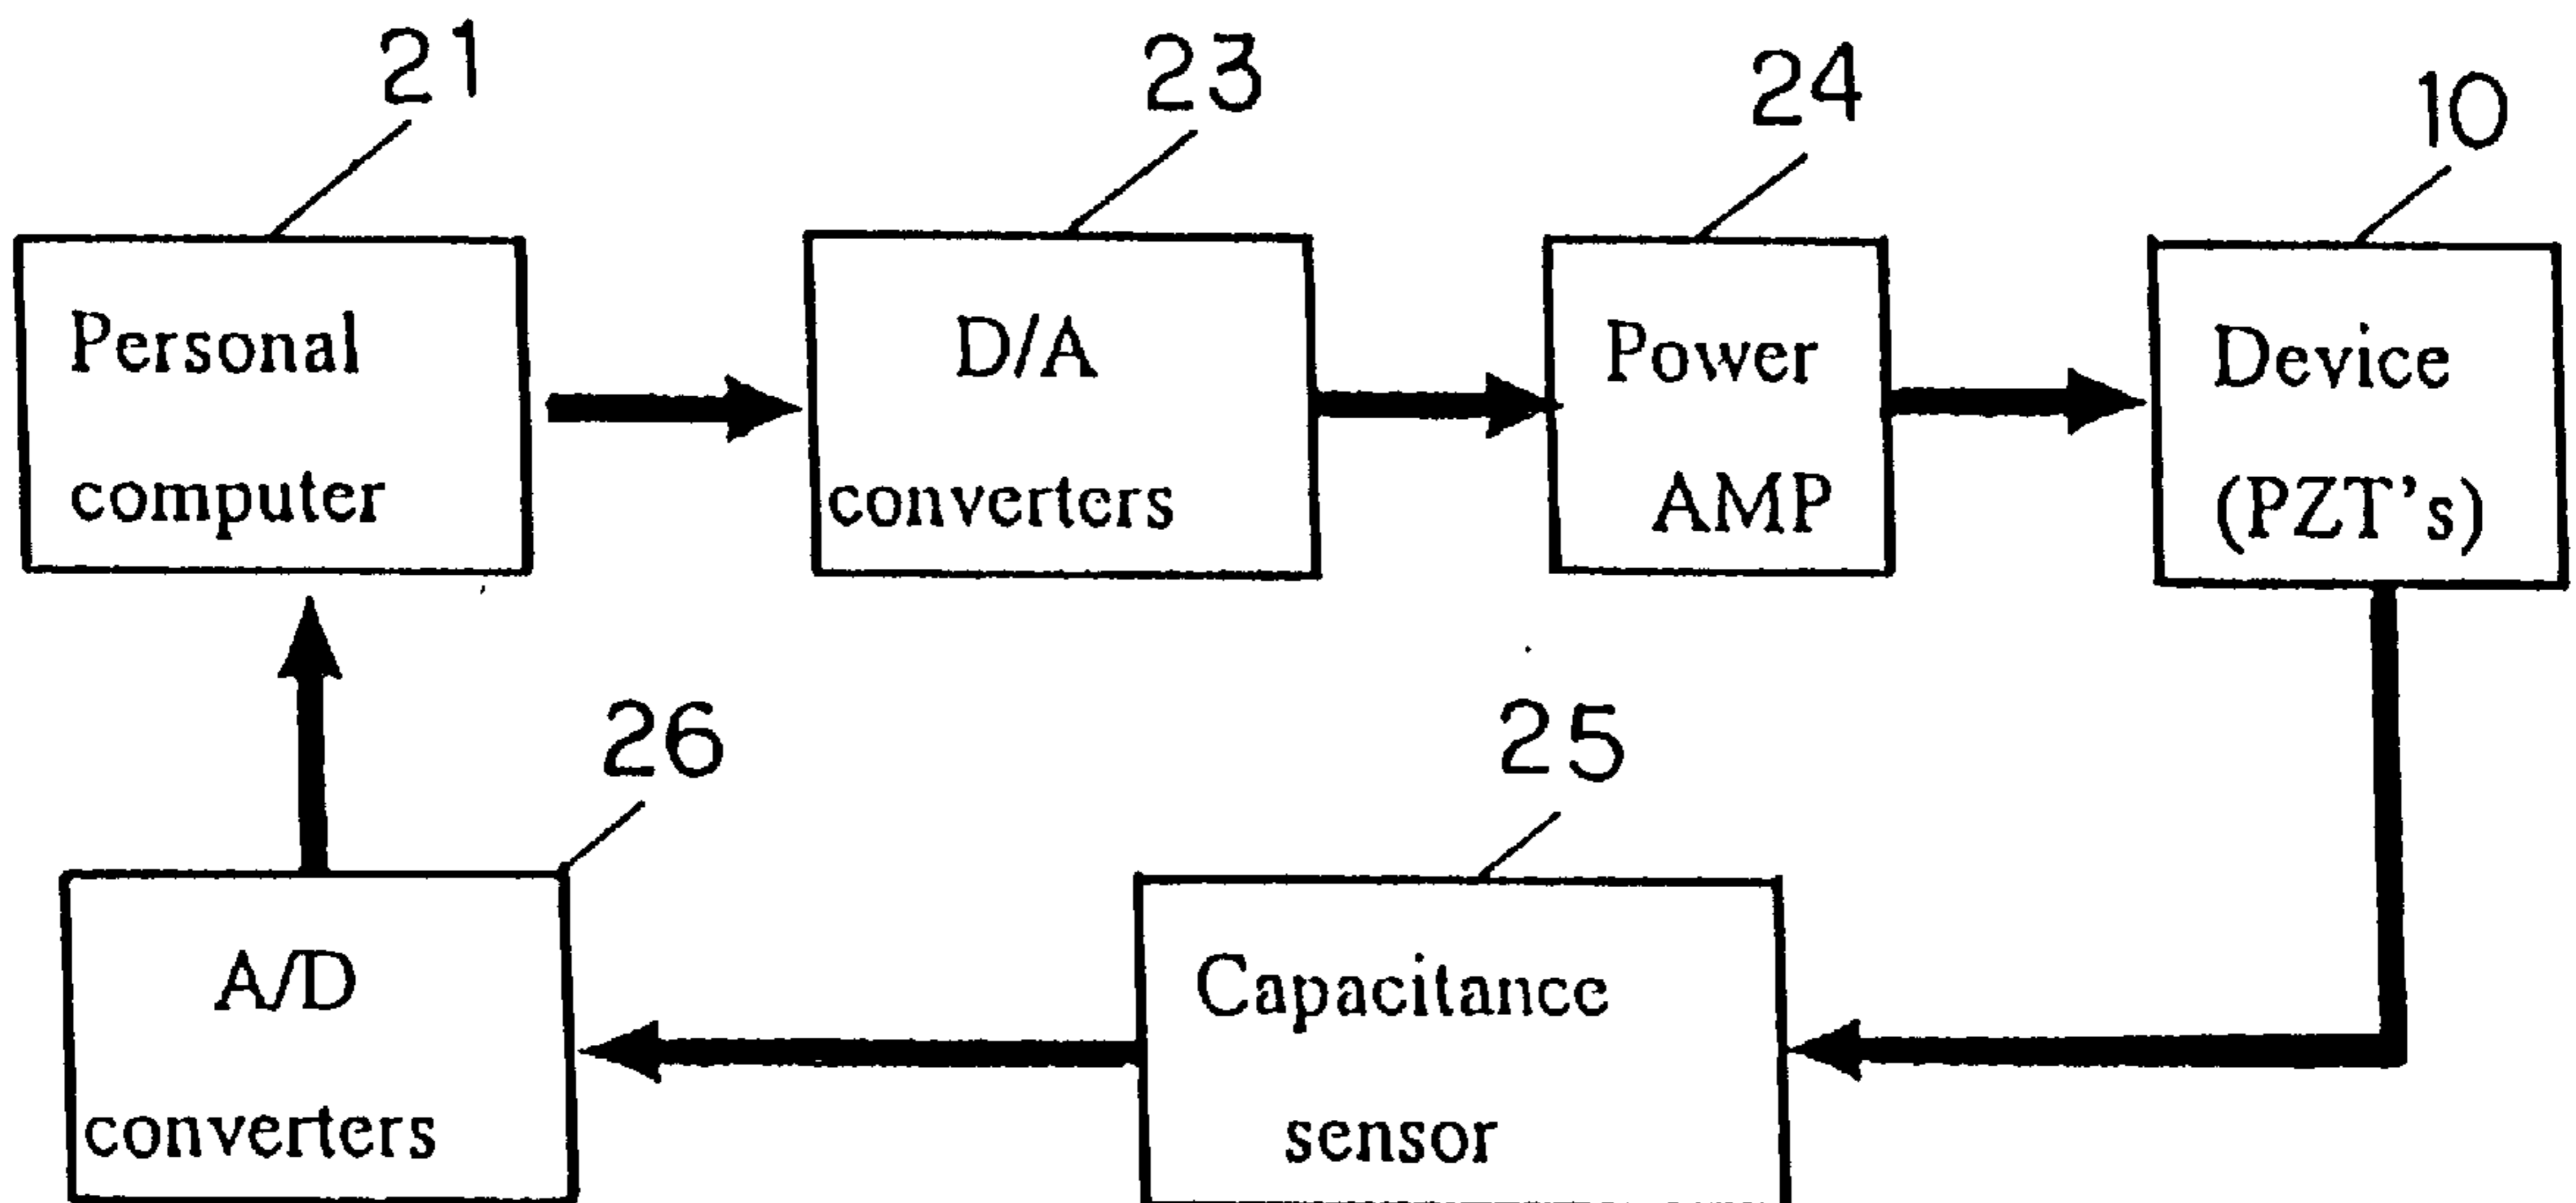 21
23
24
10
Personal
computer
D/A
converters
Power
AMP
Device
(PZT's)
26
25
A/D
converters
Capacitance
sensor